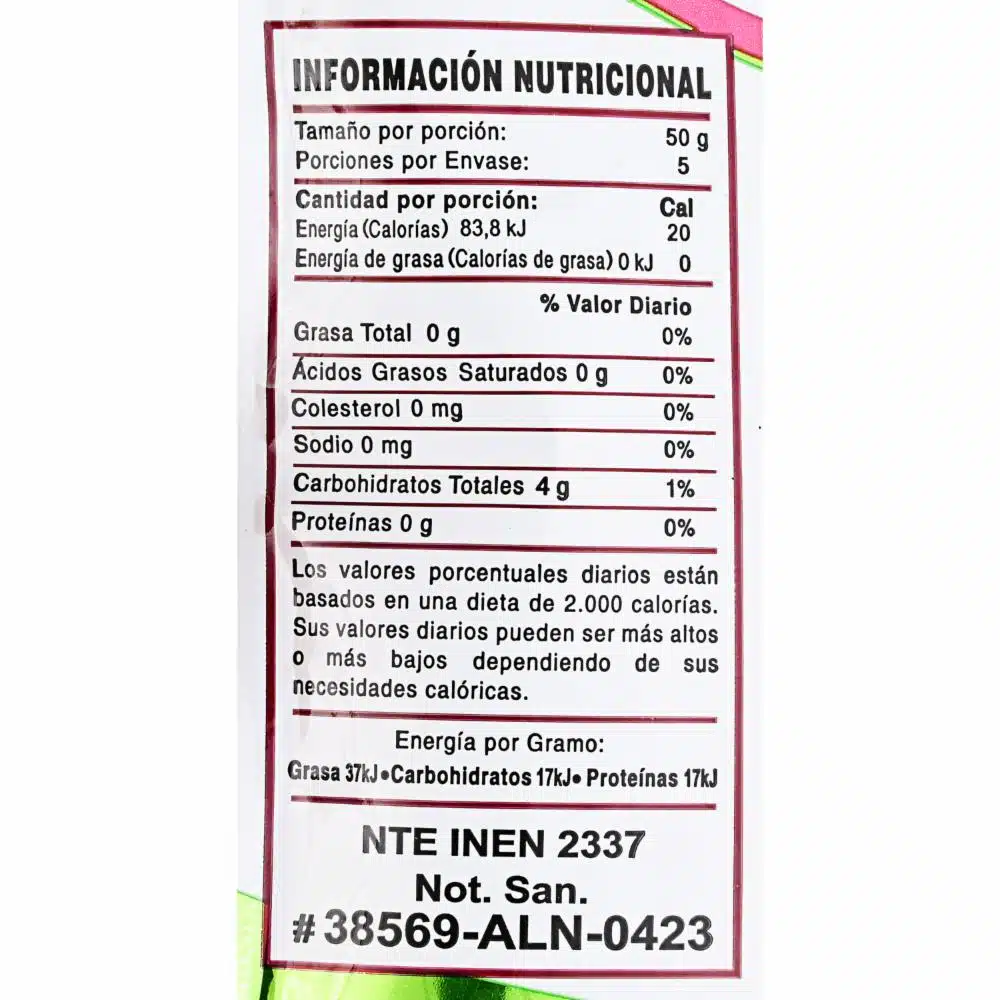 INFORMACIÓN NUTRICIONAL
Tamaño por porción: 50 g
Porciones por Envase: 5
Cantidad por porción: Cal
Energía (Calorías) 83,8 kJ 20
Energía de grasa (Calorías de grasa) 0 kJ 0
% Valor Diario
Grasa Total 0 g 0%
Ácidos Grasos Saturados 0 g 0%
Colesterol 0 mg 0%
Sodio 0 mg 0%
Carbohidratos Totales 4 g 1%
Proteínas 0 g 0%
Los valores porcentuales diarios están
basados en una dieta de 2.000 calorías.
Sus valores diarios pueden ser más altos
o más bajos dependiendo de sus
necesidades calóricas.
Energía por Gramo:
Grasa 37kJ•Carbohidratos 17kJ• Proteínas 17kJ
NTE INEN 2337
Not. San.
# 38569-ALN-0423